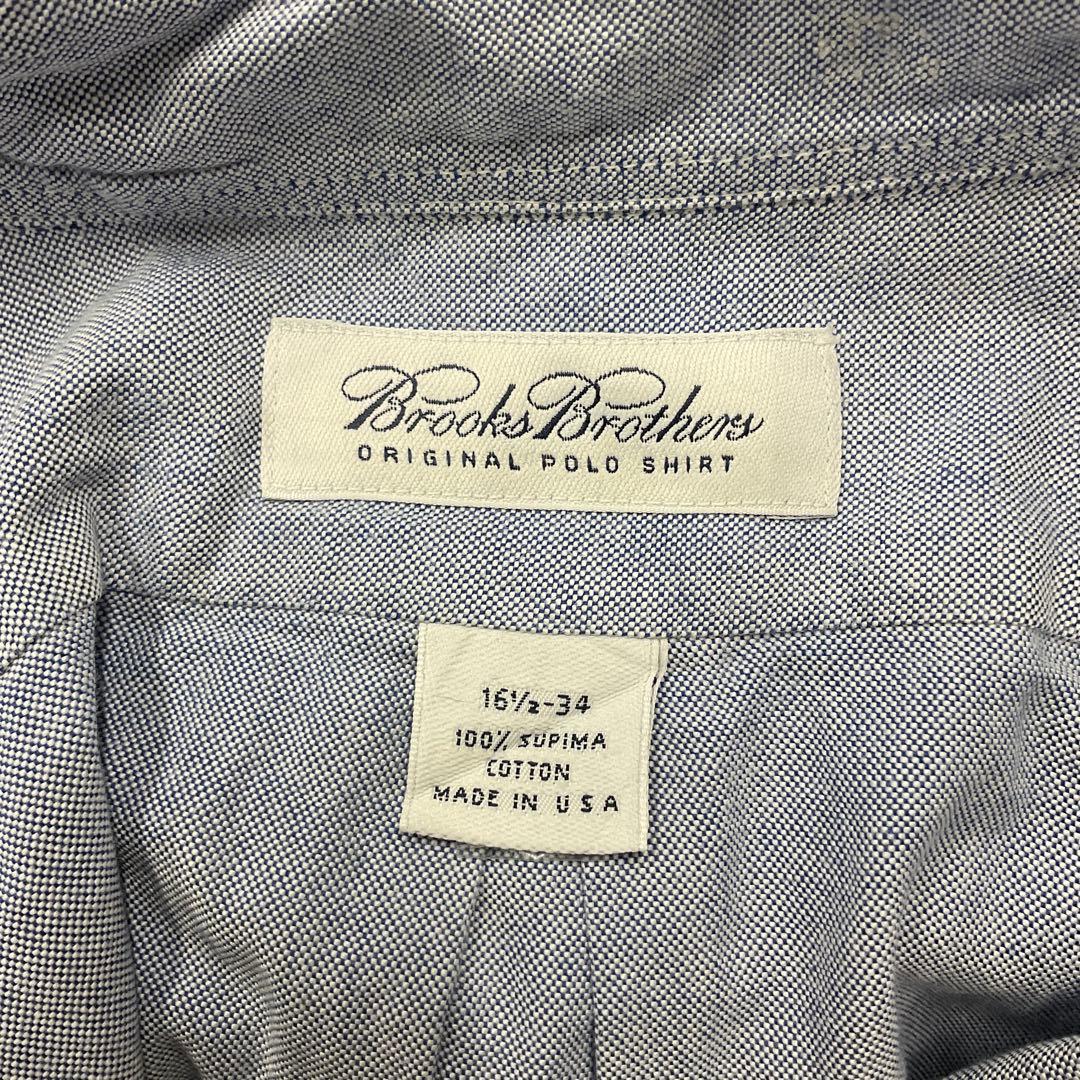 Brooks Brothers
ORIGINAL POLO SHIRT
16½-34
100% SUPIMA
COTTON
MADE IN U S A